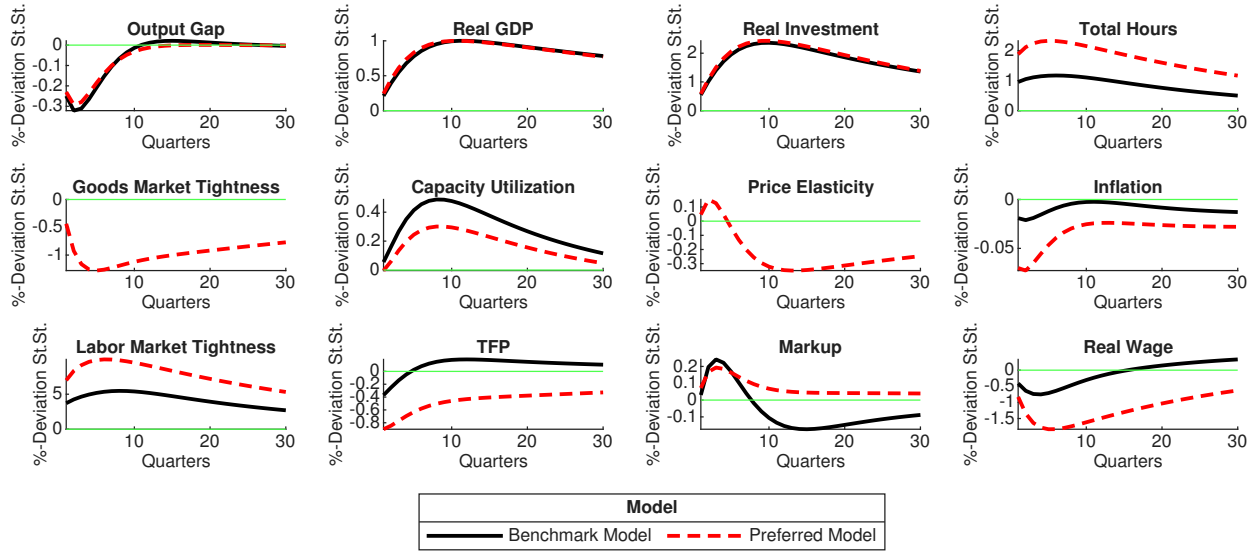 Output Gap
%-Deviation St.St.
0
-0.1
-0.2
-0.3
10
20
30
Quarters
Real GDP
%-Deviation St.St.
1
0.5
0
10
20
30
Quarters
Real Investment
%-Deviation St.St.
2
1
0
10
20
30
Quarters
Total Hours
%-Deviation St.St.
2
1
0
10
20
30
Quarters
Goods Market Tightness
%-Deviation St.St.
0
-0.5
-1
10
20
30
Quarters
Capacity Utilization
%-Deviation St.St.
0.4
0.2
0
10
20
30
Quarters
Price Elasticity
%-Deviation St.St.
0.1
0
-0.1
-0.3
10
20
30
Quarters
Inflation
%-Deviation St.St.
0
-0.05
10
20
30
Quarters
Labor Market Tightness
%-Deviation St.St.
5
0
10
20
30
Quarters
TFP
%-Deviation St.St.
0
-0.2
-0.4
-0.6
-0.8
10
20
30
Quarters
Markup
%-Deviation St.St.
0.2
0.1
0
-0.1
10
20
30
Quarters
Real Wage
%-Deviation St.St.
0
-0.5
-1
-1.5
10
20
30
Quarters
Model
Benchmark Model Preferred Model